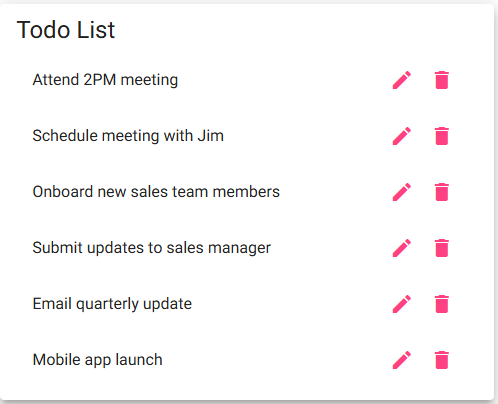 Todo List
Attend 2PM meeting
Schedule meeting with Jim
Onboard new sales team members
Submit updates to sales manager
Email quarterly update
Mobile app launch